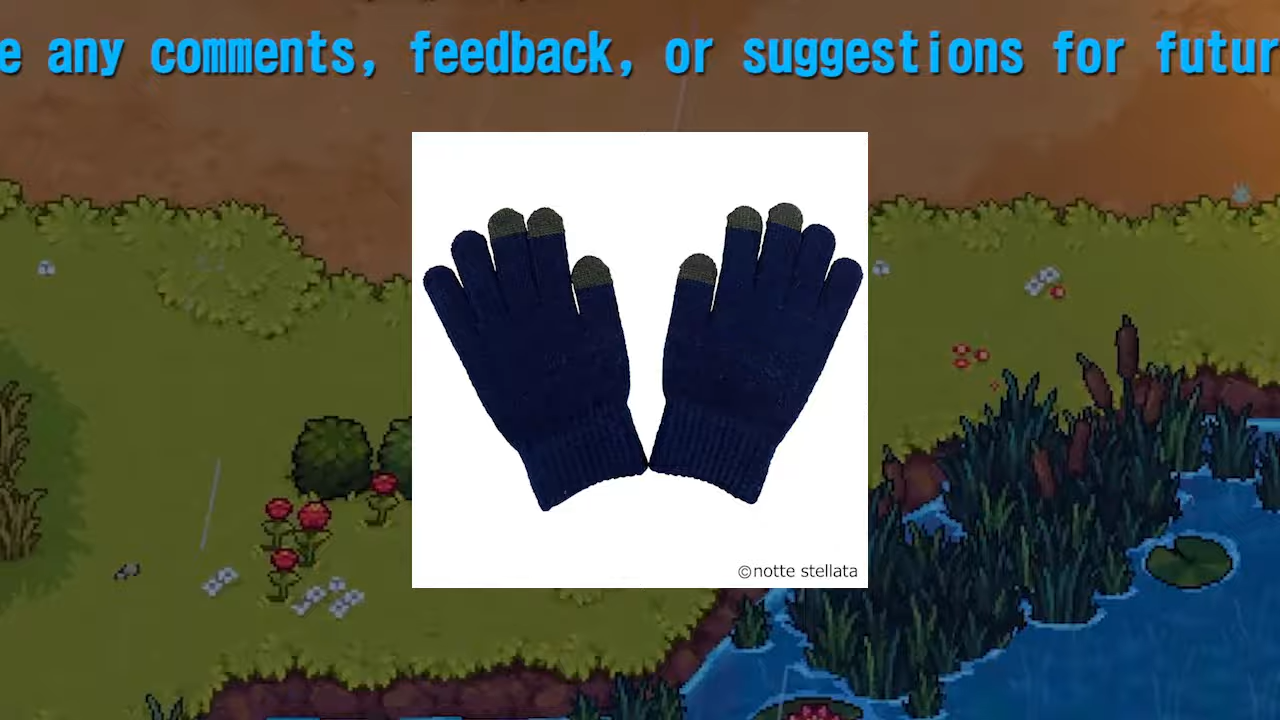 e any comments, feedback, or suggestions for futur
©notte stellata